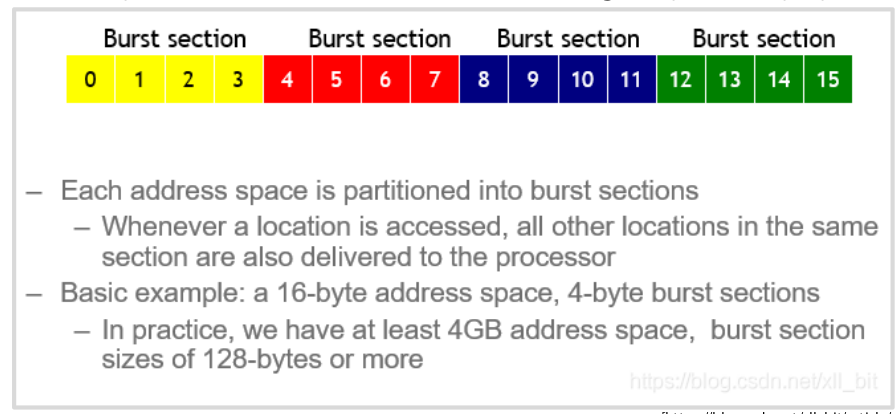 Burst section Burst section Burst section Burst section
0 1 2 3 4 5 6 7 8 9 10 11 12 13 14 15
– Each address space is partitioned into burst sections
– Whenever a location is accessed, all other locations in the same
section are also delivered to the processor
– Basic example: a 16-byte address space, 4-byte burst sections
– In practice, we have at least 4GB address space, burst section
sizes of 128-bytes or more
https://blog.csdn.net/xll_bit